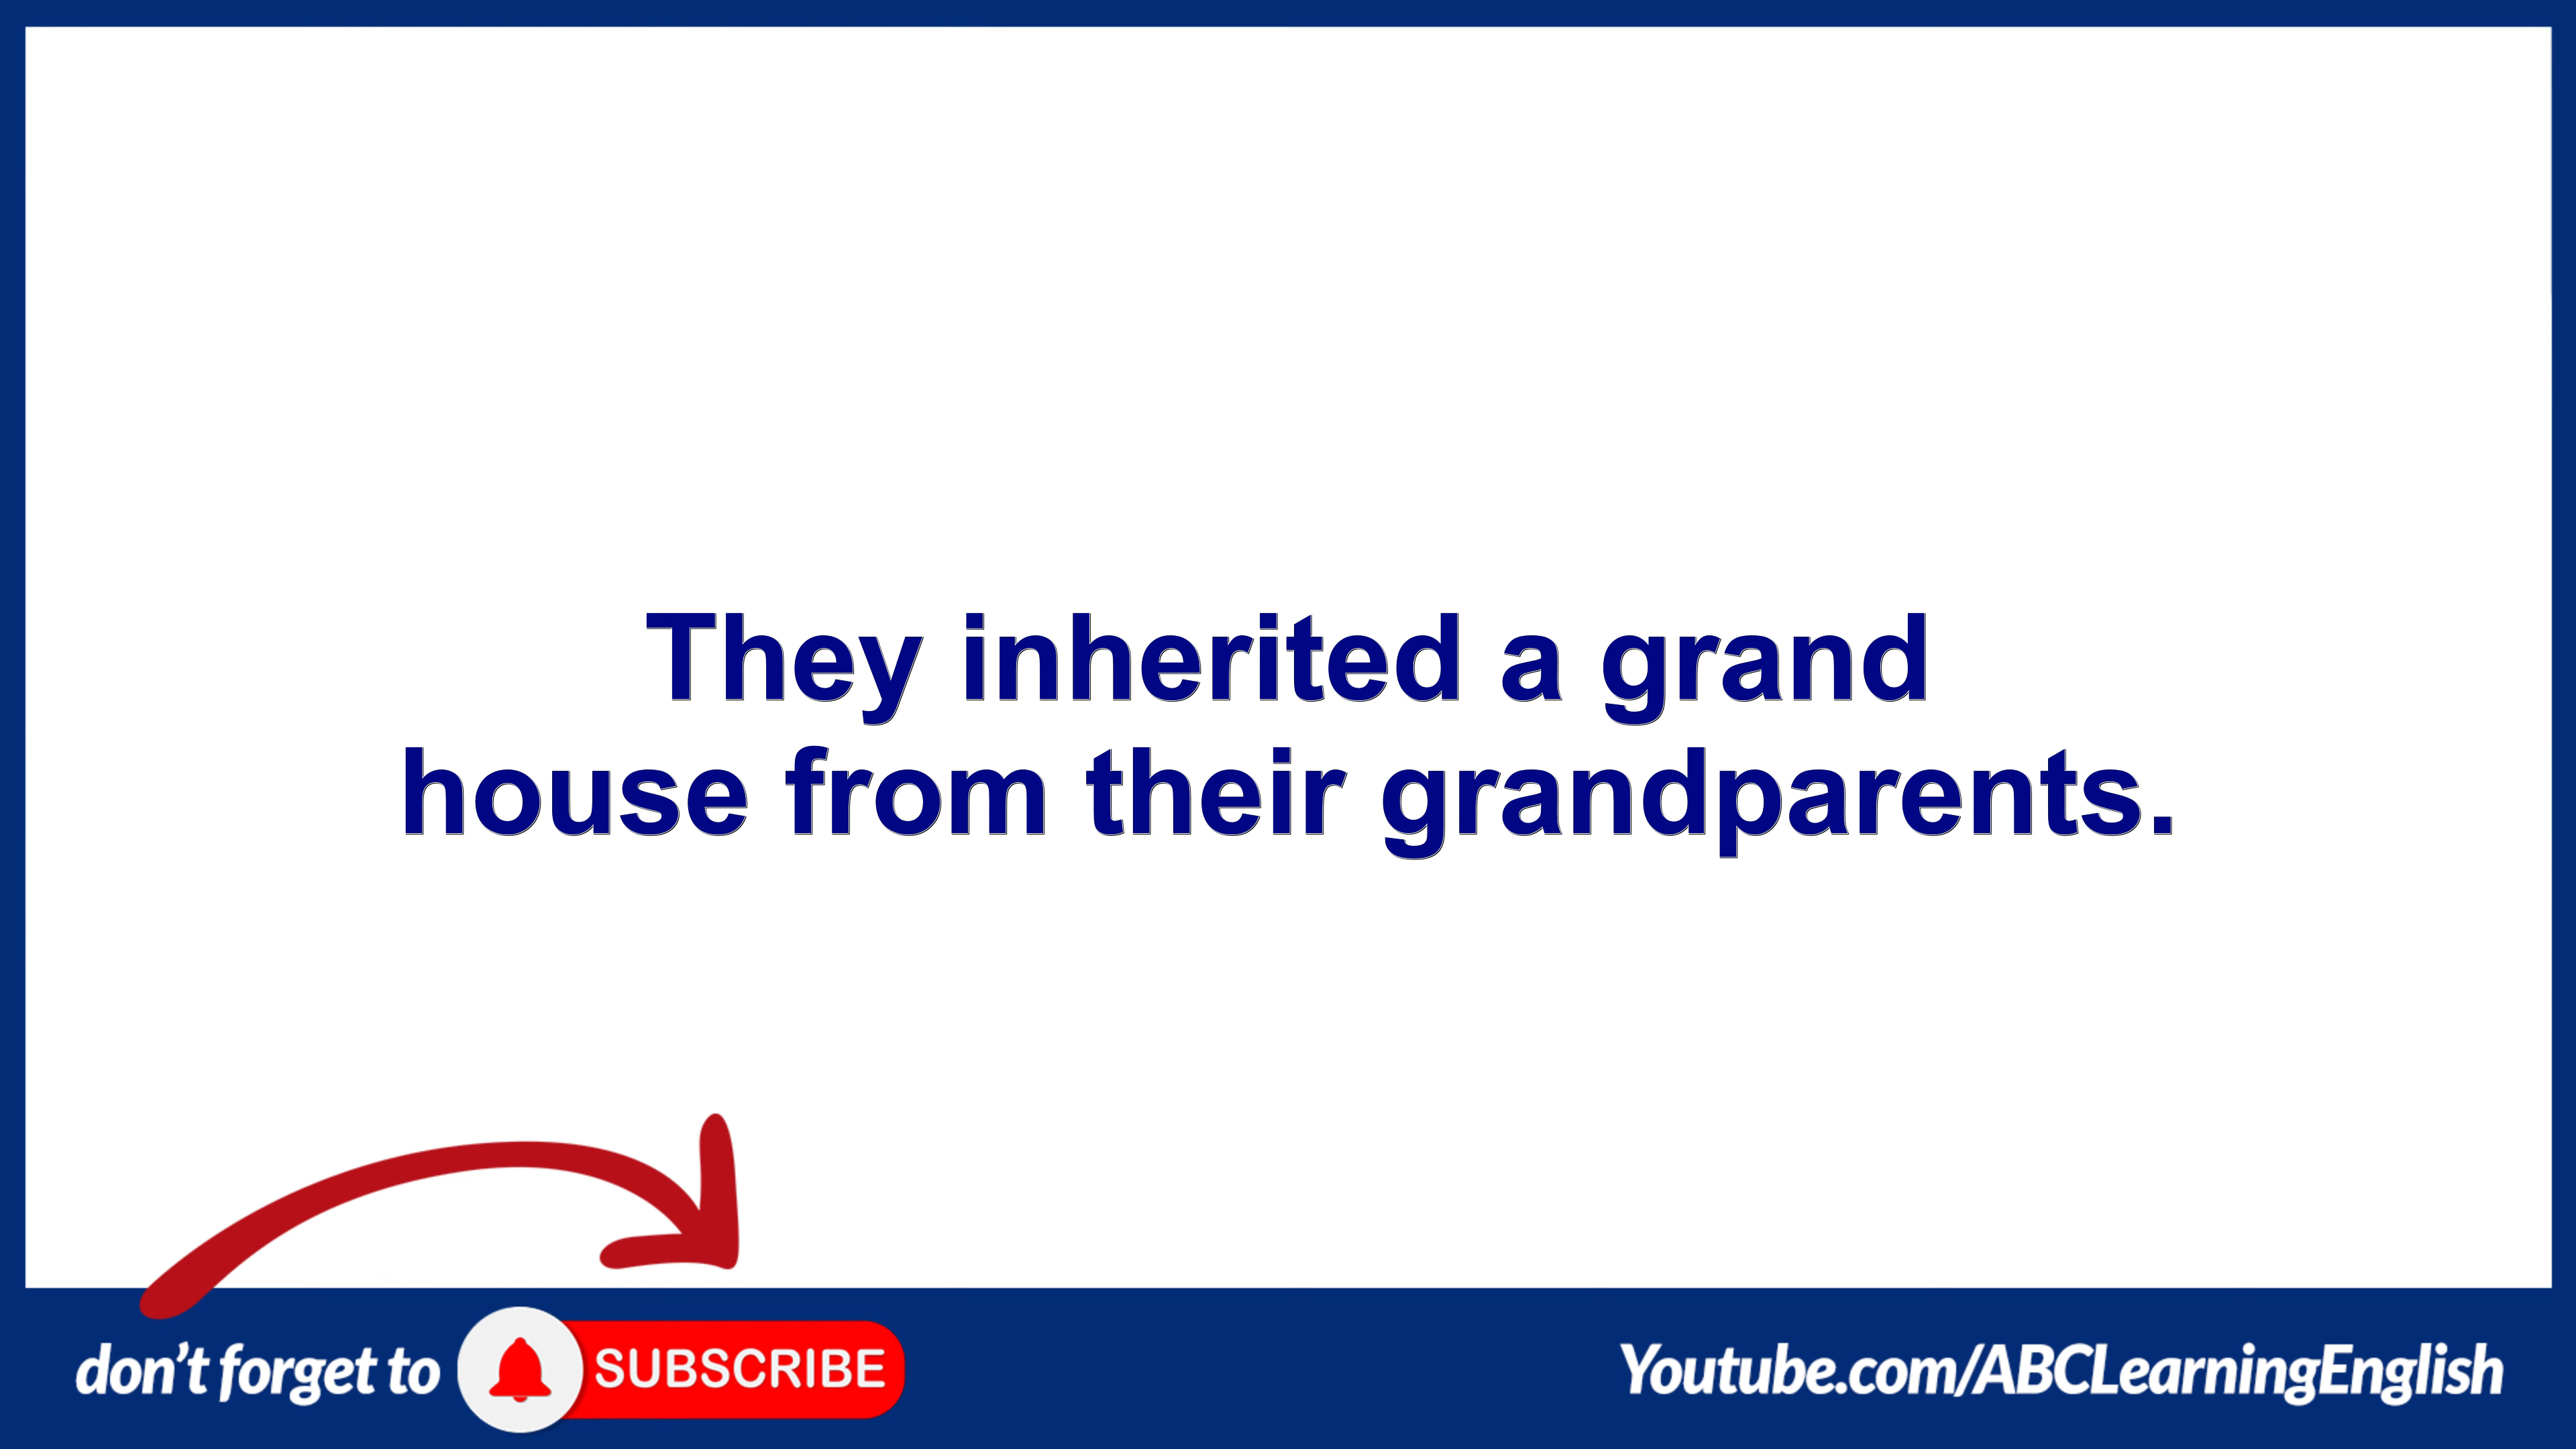 They inherited a grand
house from their grandparents.
don't forget to SUBSCRIBE
Youtube.com/ABCLearningEnglish